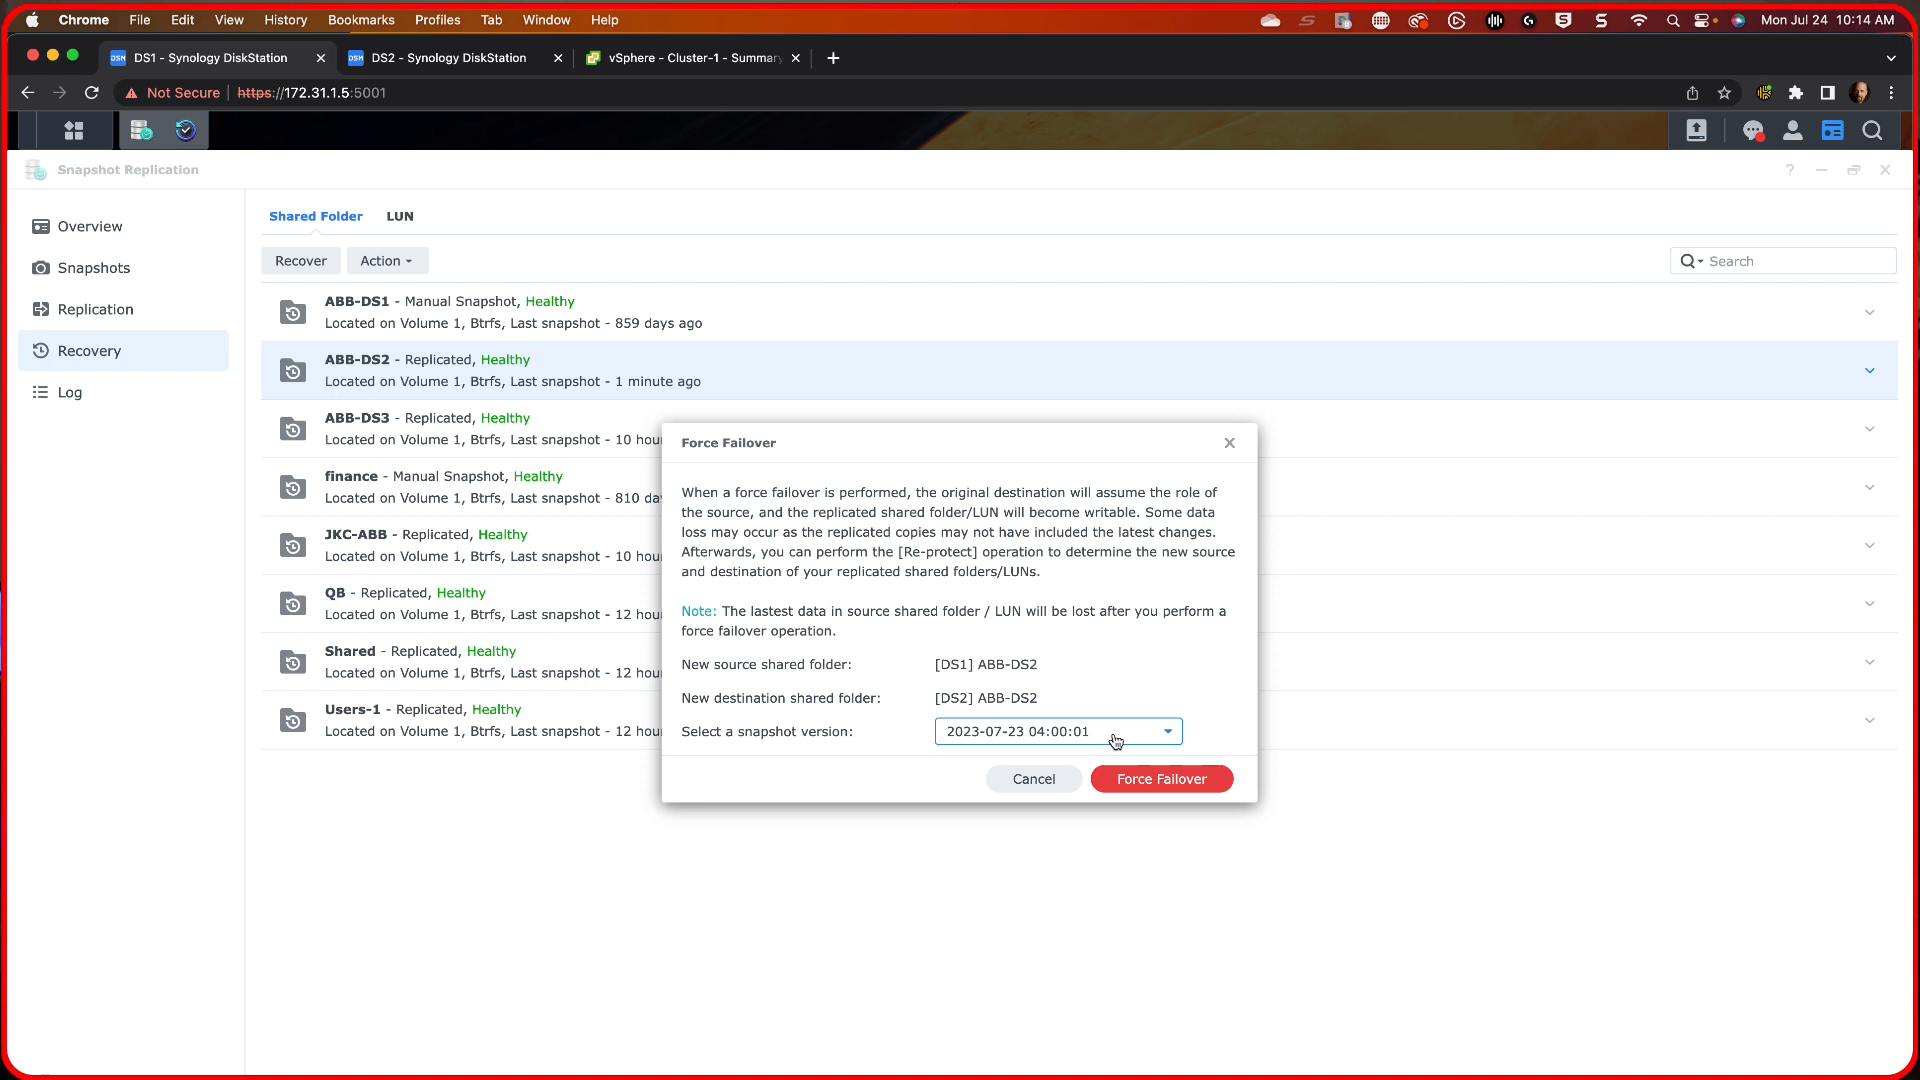 Chrome File Edit View History Bookmarks Profiles Tab Window Help Mon Jul 24 10:14 AM
DS1 - Synology DiskStation DS2 - Synology DiskStation vSphere - Cluster-1 - Summary
Not Secure https://172.31.1.5:5001
Snapshot Replication
Overview
Snapshots
Replication
Recovery
Log
Shared Folder LUN
Recover Action Search
ABB-DS1 - Manual Snapshot, Healthy
Located on Volume 1, Btrfs, Last snapshot - 859 days ago
ABB-DS2 - Replicated, Healthy
Located on Volume 1, Btrfs, Last snapshot - 1 minute ago
ABB-DS3 - Replicated, Healthy
Located on Volume 1, Btrfs, Last snapshot - 10 hou
finance - Manual Snapshot, Healthy
Located on Volume 1, Btrfs, Last snapshot - 810 da
JKC-ABB - Replicated, Healthy
Located on Volume 1, Btrfs, Last snapshot - 10 hou
QB - Replicated, Healthy
Located on Volume 1, Btrfs, Last snapshot - 12 hou
Shared - Replicated, Healthy
Located on Volume 1, Btrfs, Last snapshot - 12 hou
Users-1 - Replicated, Healthy
Located on Volume 1, Btrfs, Last snapshot - 12 hou
Force Failover
When a force failover is performed, the original destination will assume the role of
the source, and the replicated shared folder/LUN will become writable. Some data
loss may occur as the replicated copies may not have included the latest changes.
Afterwards, you can perform the [Re-protect] operation to determine the new source
and destination of your replicated shared folders/LUNs.
Note: The lastest data in source shared folder / LUN will be lost after you perform a
force failover operation.
New source shared folder: [DS1] ABB-DS2
New destination shared folder: [DS2] ABB-DS2
Select a snapshot version: 2023-07-23 04:00:01
Cancel Force Failover